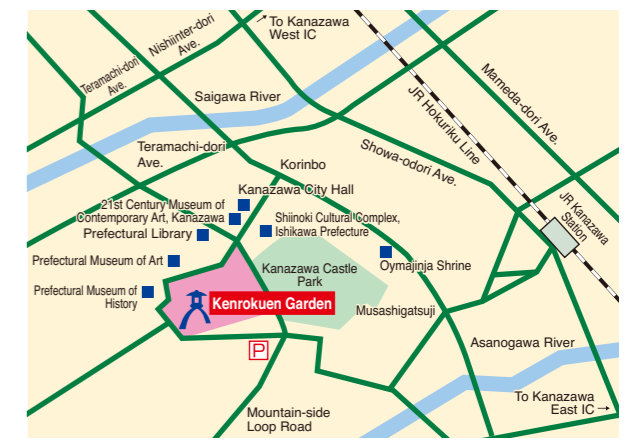 To Kanazawa
West IC
Nishiinter-dori
Ave.
Teramachi-dori
Ave.
Saigawa River
Mameda-dori Ave.
JR Hokuriku Line
Teramachi-dori
Ave.
Showa-odori Ave.
Korinbo
Kanazawa City Hall
21st Century Museum of
Contemporary Art, Kanazawa
Shiinoki Cultural Complex,
Ishikawa Prefecture
JR Kanazawa
Station
Prefectural Library
Prefectural Museum of Art
Kanazawa Castle
Park
Oymajinja Shrine
Prefectural Museum of
History
Kenrokuen Garden
Musashigatsuji
P
Asanogawa River
To Kanazawa
East IC
Mountain-side
Loop Road